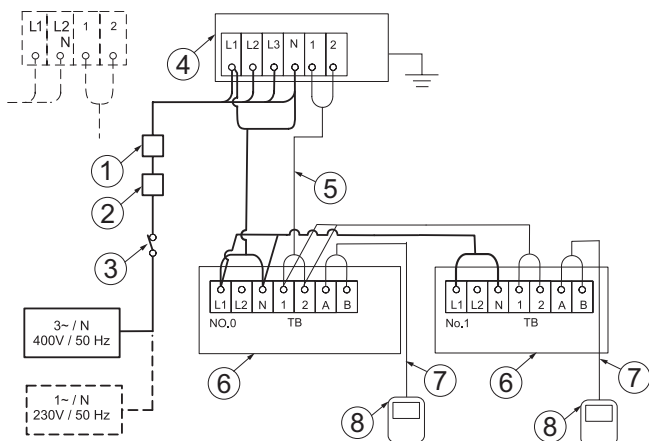 L1 L2 N 1 2
4
L1 L2 L3 N 1 2
1
2
3
5
L1 L2 N 1 2 A B
NO.0 TB
L1 L2 N 1 2 A B
No.1 TB
3~ / N
400V / 50 Hz
1~ / N
230V / 50 Hz
6
7
8
6
7
8